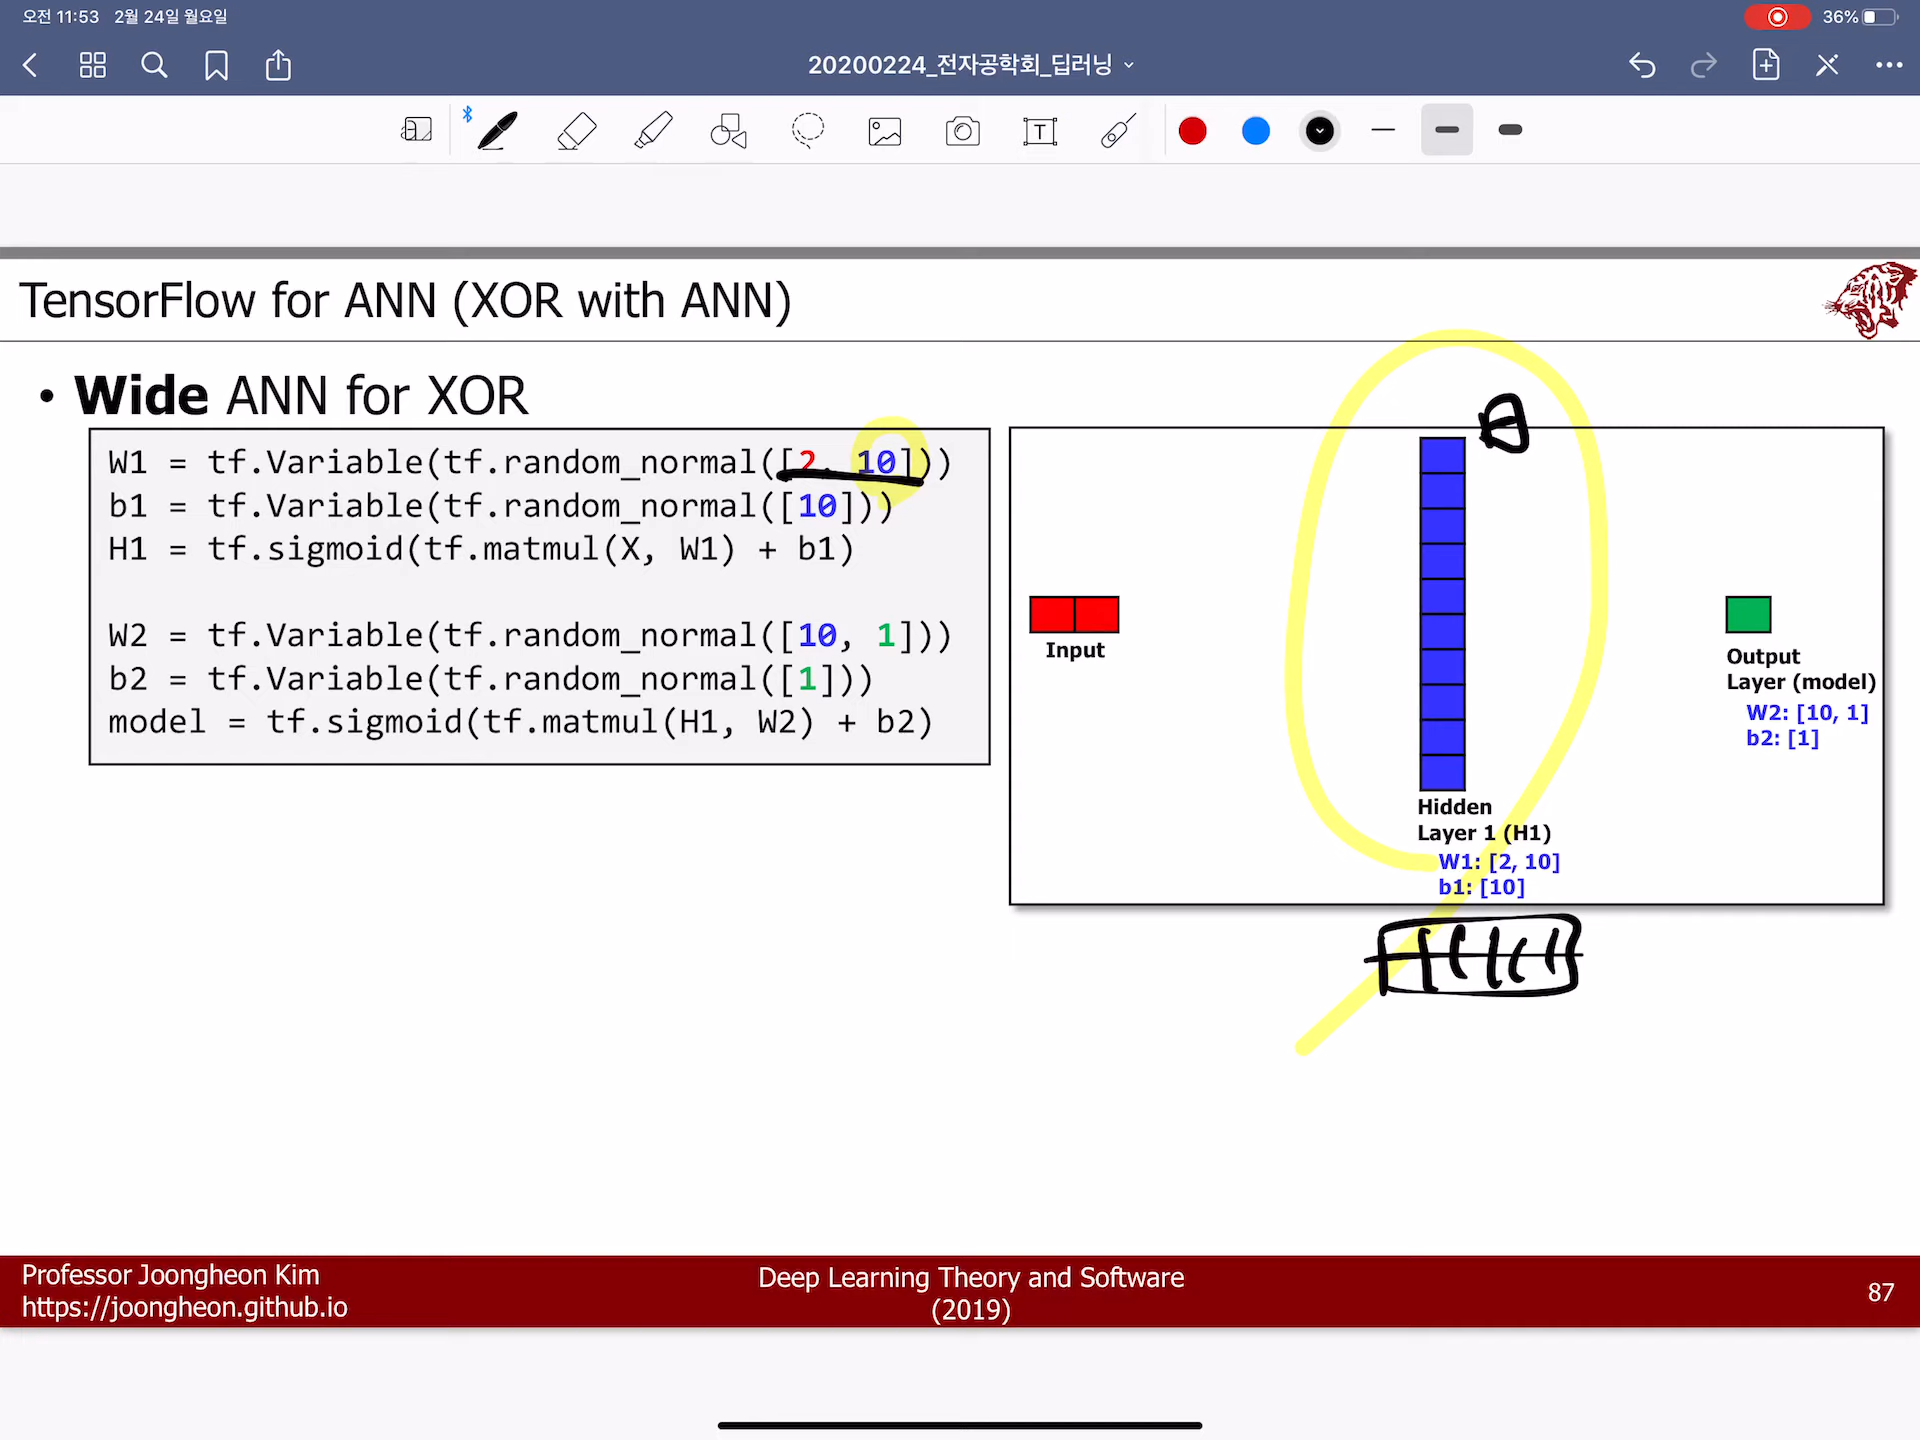 오전 11:53 2월 24일 월요일
36%
20200224_전자공학회_딥러닝
TensorFlow for ANN (XOR with ANN)
• Wide ANN for XOR
W1 = tf.Variable(tf.random_normal([2, 10]))
b1 = tf.Variable(tf.random_normal([10]))
H1 = tf.sigmoid(tf.matmul(X, W1) + b1)
W2 = tf.Variable(tf.random_normal([10, 1]))
b2 = tf.Variable(tf.random_normal([1]))
model = tf.sigmoid(tf.matmul(H1, W2) + b2)
Input
Hidden
Layer 1 (H1)
W1: [2, 10]
b1: [10]
Output
Layer (model)
W2: [10, 1]
b2: [1]
Professor Joongheon Kim
https://joongheon.github.io
Deep Learning Theory and Software
(2019)
87